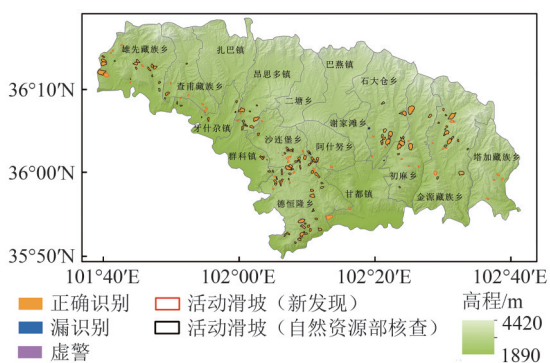 雄先藏族乡
扎巴镇
巴燕镇
昂思多镇
石大仓乡
36°10′N
查甫藏族乡
二塘乡
谢家滩乡
牙什尕镇
沙连堡乡
阿什努乡
群科镇
塔加藏族乡
36°00′N
初麻乡
甘都镇
金源藏族乡
德恒隆乡
35°50′N
101°40′E 102°00′E 102°20′E 102°40′E
正确识别 活动滑坡（新发现） 高程/m
漏识别 活动滑坡（自然资源部核查） 4420
虚警 1890